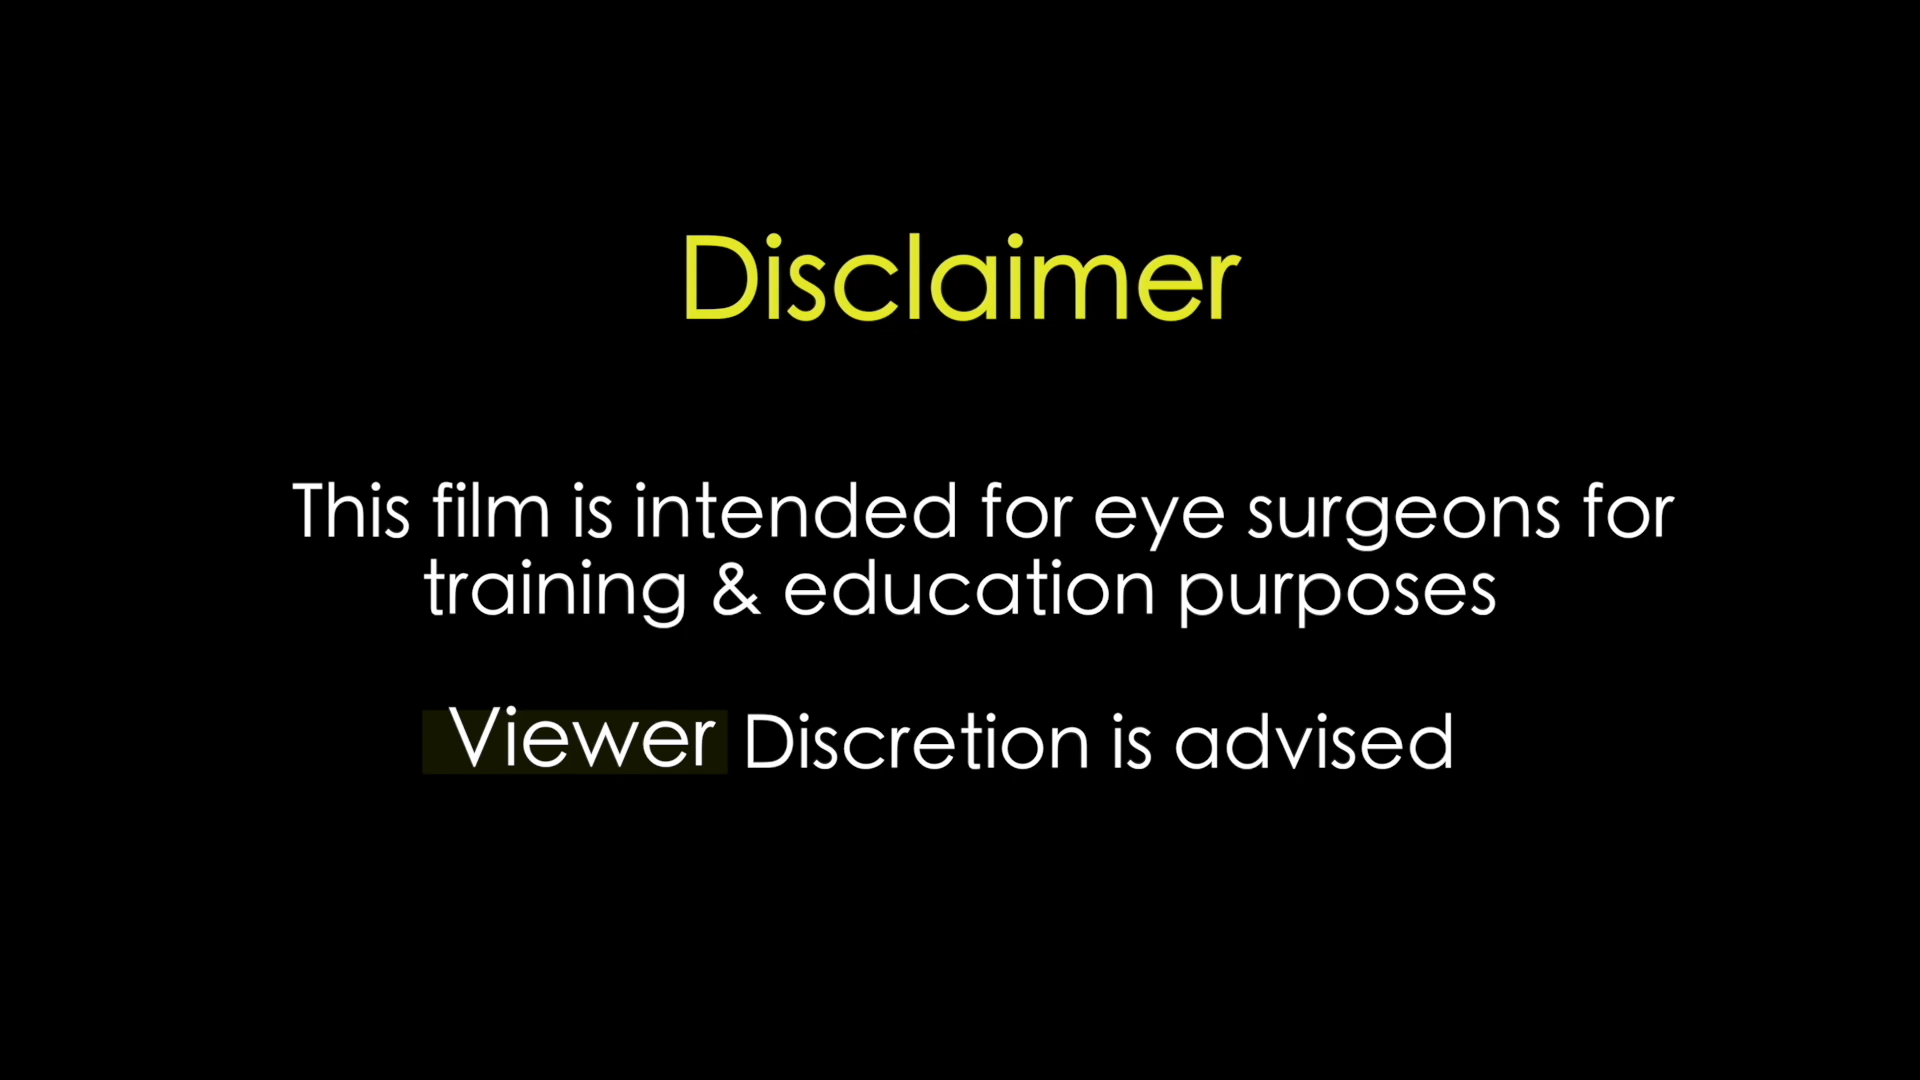 Disclaimer
This film is intended for eye surgeons for
training & education purposes
Viewer Discretion is advised